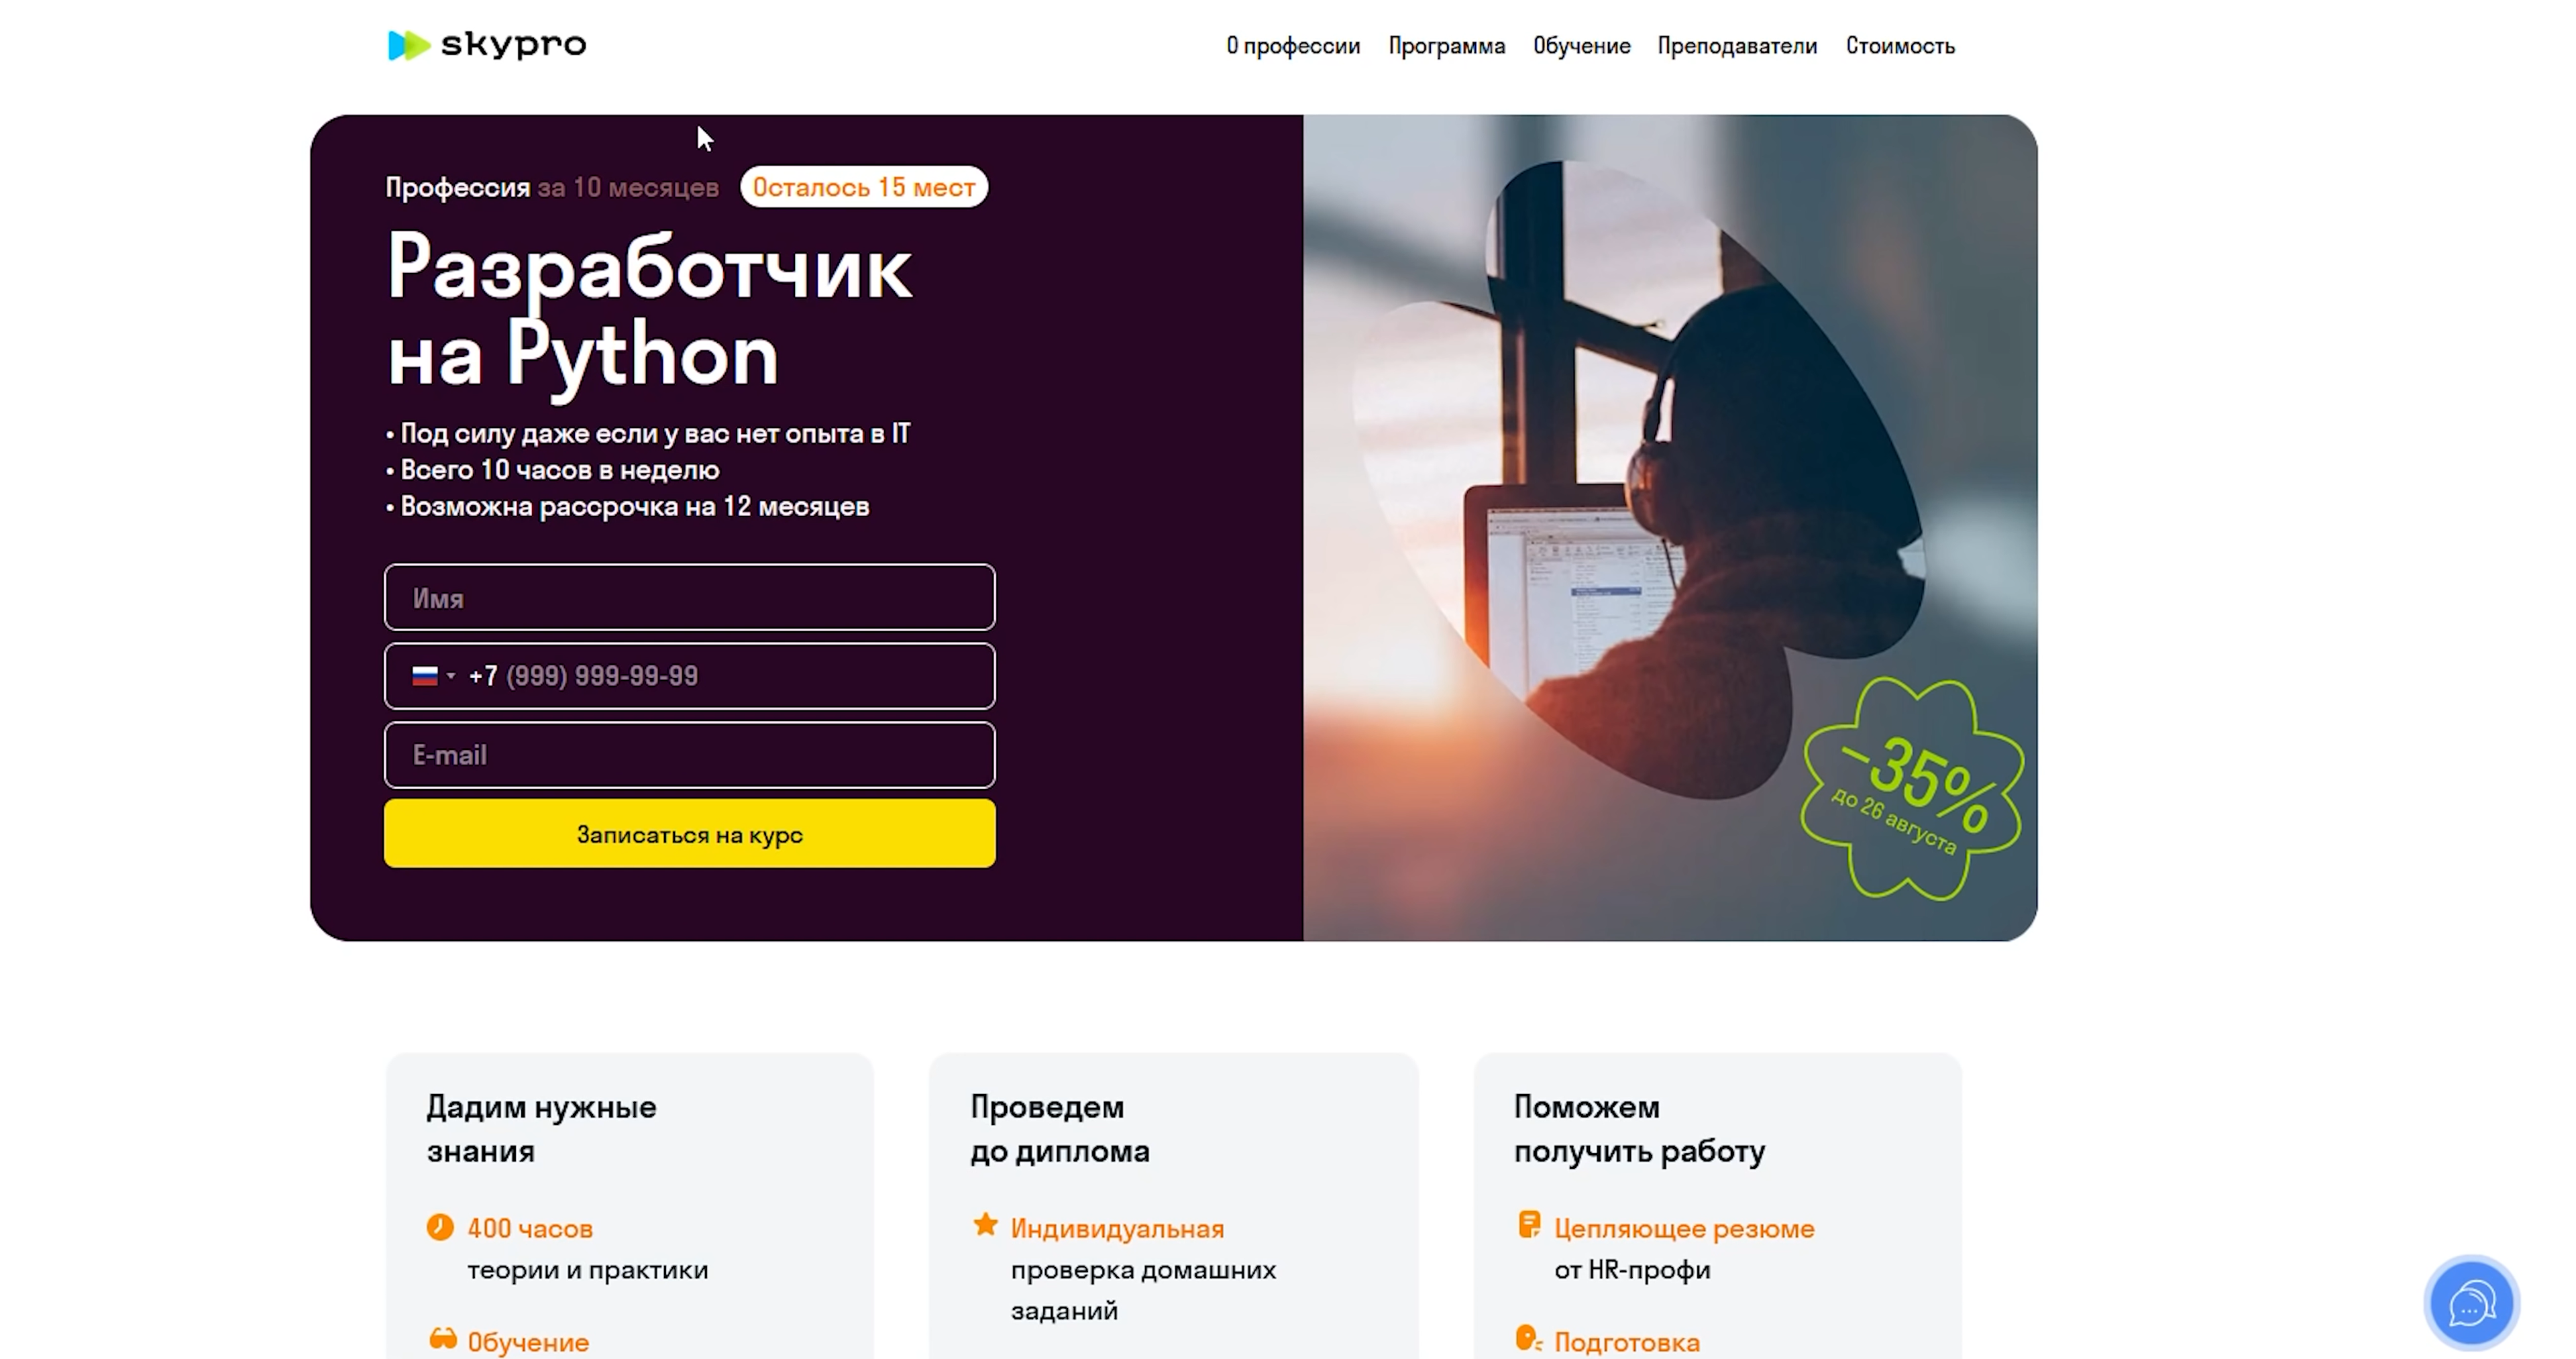 skypro
О профессии Программа Обучение Преподаватели Стоимость
Профессия за 10 месяцев Осталось 15 мест
Разработчик
на Python
• Под силу даже если у вас нет опыта в IT
• Всего 10 часов в неделю
• Возможна рассрочка на 12 месяцев
Имя
+7 (999) 999-99-99
E-mail
Записаться на курс
–35%
до 26 августа
Дадим нужные
знания
400 часов
теории и практики
Обучение
Проведем
до диплома
Индивидуальная
проверка домашних
заданий
Поможем
получить работу
Цепляющее резюме
от HR-профи
Подготовка